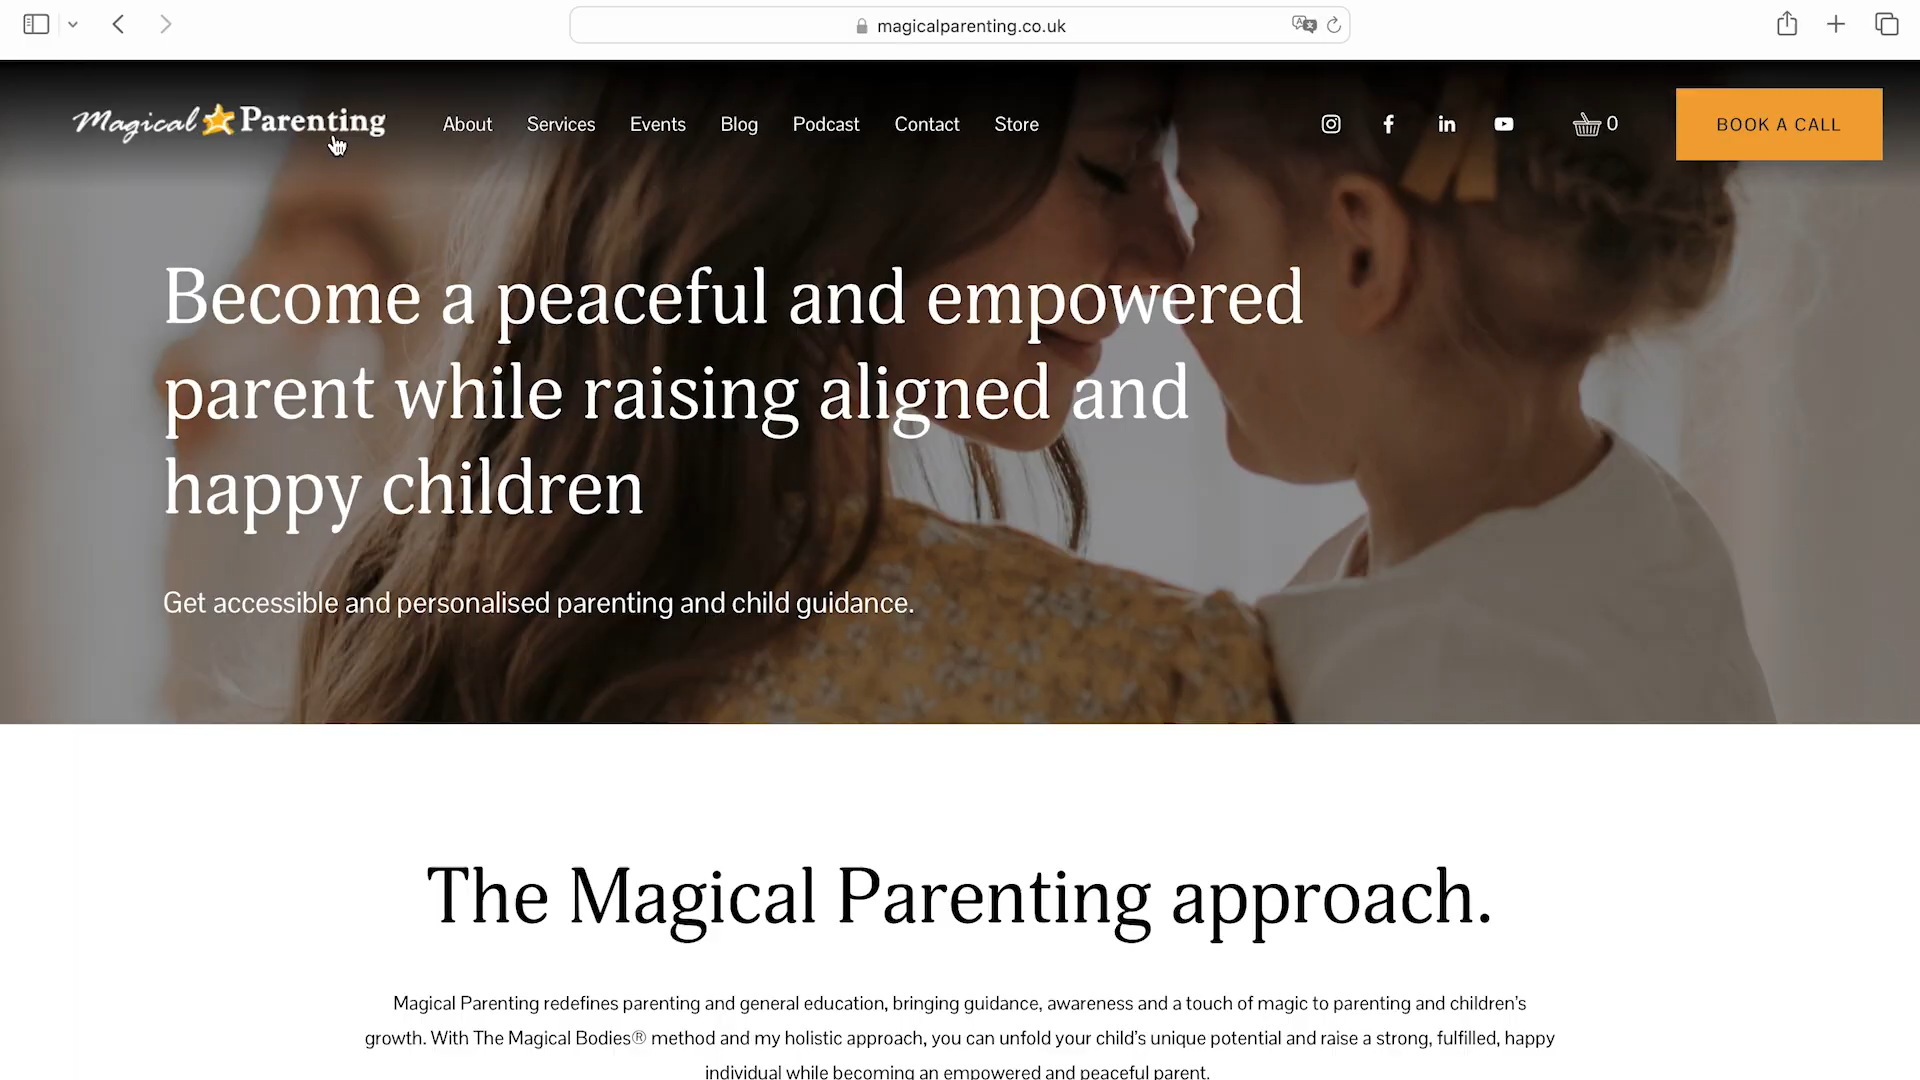 magicalparenting.co.uk
Magical Parenting
About Services Events Blog Podcast Contact Store
0
BOOK A CALL
Become a peaceful and empowered
parent while raising aligned and
happy children
Get accessible and personalised parenting and child guidance.
The Magical Parenting approach.
Magical Parenting redefines parenting and general education, bringing guidance, awareness and a touch of magic to parenting and children's
growth. With The Magical Bodies® method and my holistic approach, you can unfold your child's unique potential and raise a strong, fulfilled, happy
individual while becoming an empowered and peaceful parent.